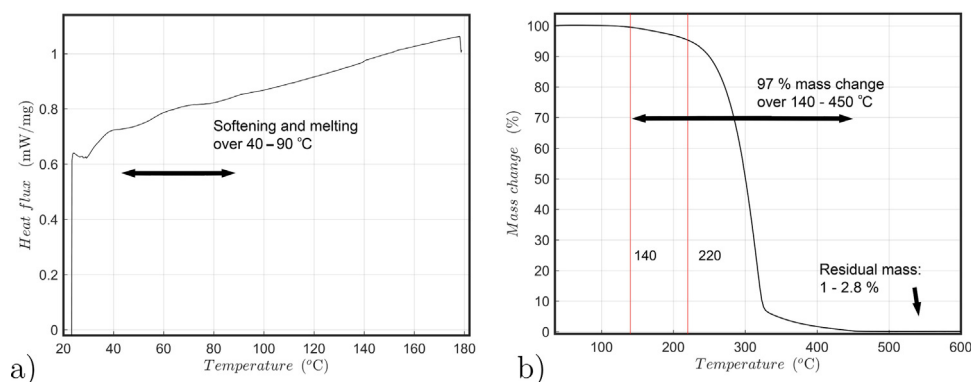 1
0.8
0.6
0.4
0.2
0
Heat flux (mW/mg)
Softening and melting
over 40 – 90 °C
20 40 60 80 100 120 140 160 180
Temperature (°C)
a)
100
90
80
70
60
50
40
30
20
10
0
Mass change (%)
97 % mass change
over 140 - 450 °C
140 220
Residual mass:
1 - 2.8 %
100 200 300 400 500 600
Temperature (°C)
b)